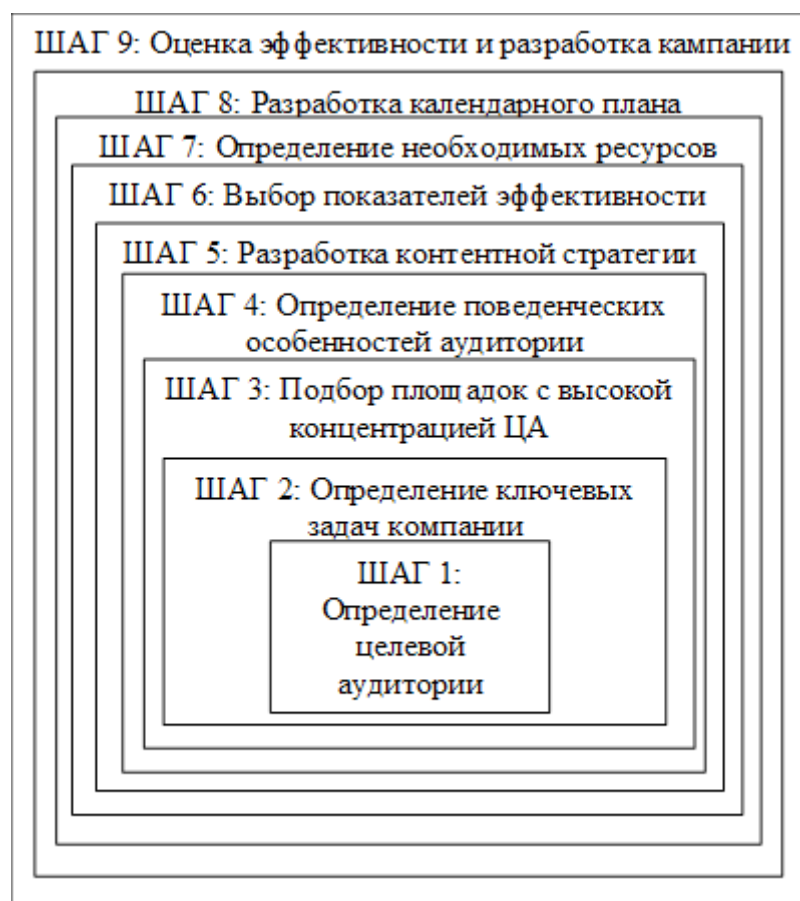 ШАГ 9: Оценка эффективности и разработка кампании
ШАГ 8: Разработка календарного плана
ШАГ 7: Определение необходимых ресурсов
ШАГ 6: Выбор показателей эффективности
ШАГ 5: Разработка контентной стратегии
ШАГ 4: Определение поведенческих
особенностей аудитории
ШАГ 3: Подбор площадок с высокой
концентрацией ЦА
ШАГ 2: Определение ключевых
задач компании
ШАГ 1:
Определение
целевой
аудитории